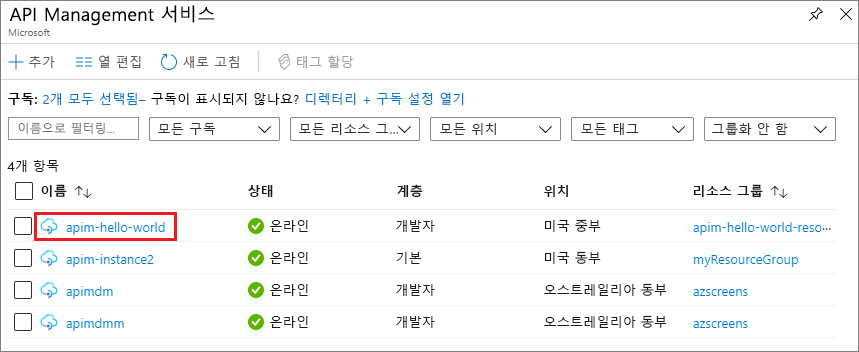 API Management 서비스
Microsoft
추가 열 편집 새로 고침 태그 할당
구독: 2개 모두 선택됨– 구독이 표시되지 않나요? 디렉터리 + 구독 설정 열기
이름으로 필터링... 모든 구독 모든 리소스 그... 모든 위치 모든 태그 그룹화 안 함
4개 항목
이름 상태 계층 위치 리소스 그룹
apim-hello-world 온라인 개발자 미국 중부 apim-hello-world-reso...
apim-instance2 온라인 기본 미국 동부 myResourceGroup
apimdm 온라인 개발자 오스트레일리아 동부 azscreens
apimdmm 온라인 개발자 오스트레일리아 동부 azscreens